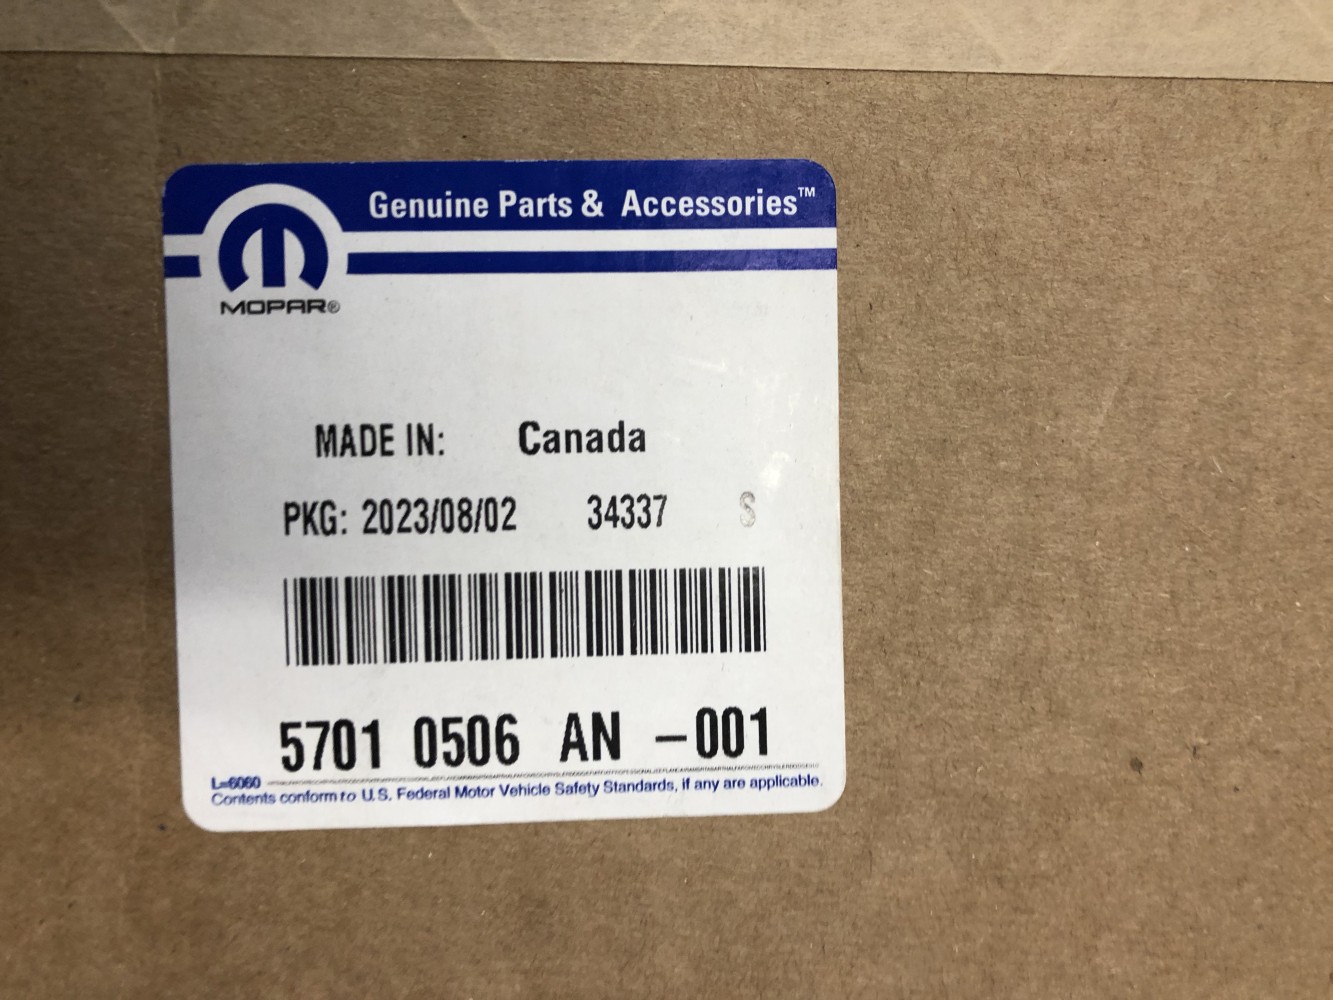 Genuine Parts & Accessories™
MOPAR®
MADE IN: Canada
PKG: 2023/08/02 34337 S
5701 0506 AN -001
L=6060
Contents conform to U.S. Federal Motor Vehicle Safety Standards, if any are applicable.